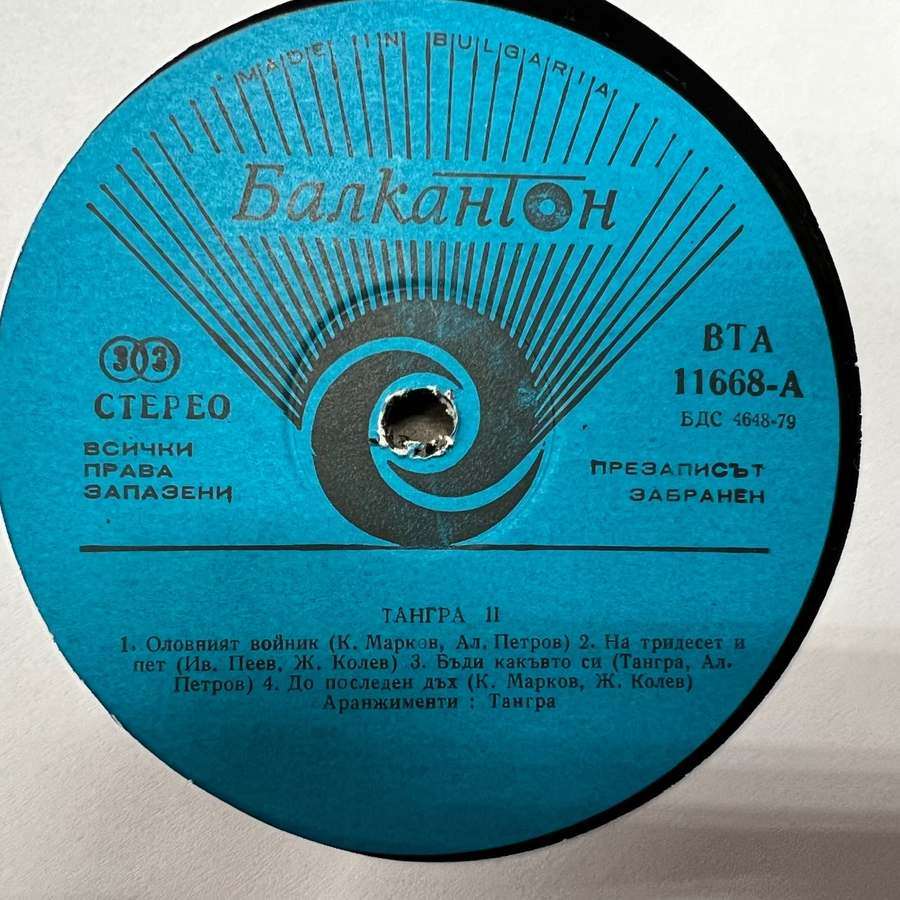 MADE IN BULGARIA
Балкантон
33
СТЕРЕО
ВСИЧКИ
ПРАВА
ЗАПАЗЕНИ
ВТА
11668-А
БДС 4648-79
ПРЕЗАПИСЪТ
ЗАБРАНЕН
ТАНГРА II
1. Оловният войник (К. Марков, Ал. Петров) 2. На тридесет и
пет (Ив. Пеев, Ж. Колев) 3. Бъди какъвто си (Тангра, Ал.
Петров) 4. До последен дъх (К. Марков, Ж. Колев)
Аранжименти : Тангра